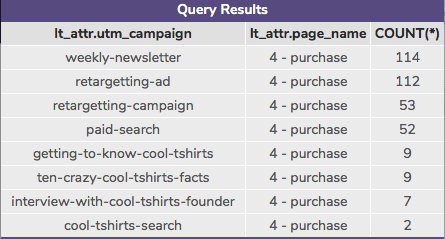 Query Results
lt_attr.utm_campaign lt_attr.page_name COUNT(*)
weekly-newsletter 4 - purchase 114
retargetting-ad 4 - purchase 112
retargetting-campaign 4 - purchase 53
paid-search 4 - purchase 52
getting-to-know-cool-tshirts 4 - purchase 9
ten-crazy-cool-tshirts-facts 4 - purchase 9
interview-with-cool-tshirts-founder 4 - purchase 7
cool-tshirts-search 4 - purchase 2